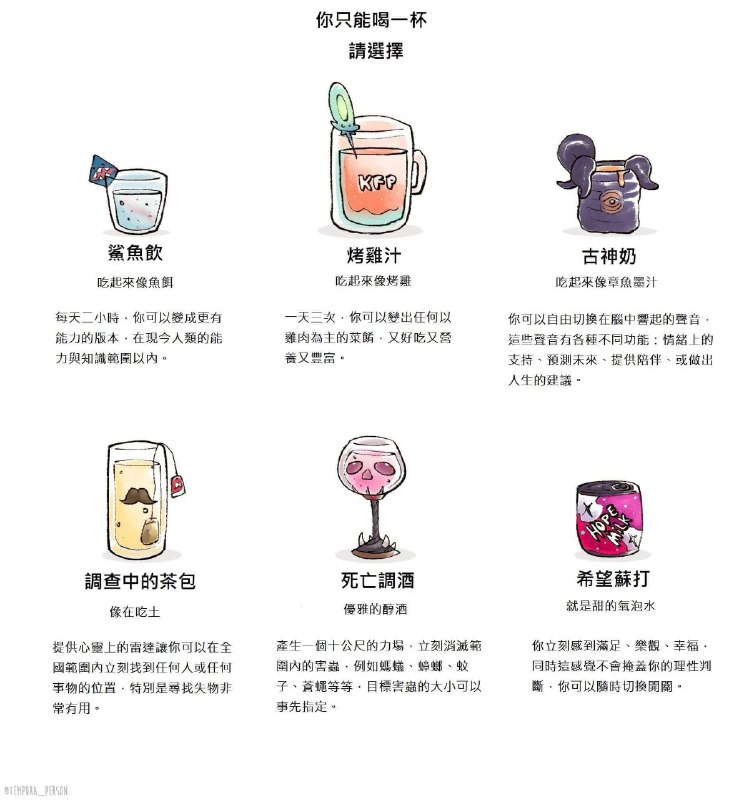 你只能喝一杯
請選擇
KFP
鯊魚飲
吃起來像魚餌
每天二小時，你可以變成更有
能力的版本，在現今人類的能
力與知識範圍以內。
烤雞汁
吃起來像烤雞
一天三次，你可以變出任何以
雞肉為主的菜餚，又好吃又營
養又豐富。
古神奶
吃起來像章魚墨汁
你可以自由切換在腦中響起的聲音，
這些聲音有各種不同功能：情緒上的
支持、預測未來、提供陪伴、或做出
人生的建議。
調查中的茶包
像在吃土
提供心靈上的雷達讓你可以在全
國範圍內立刻找到任何人或任何
事物的位置，特別是尋找失物非
常有用。
死亡調酒
優雅的醇酒
產生一個十公尺的力場，立刻消滅範
圍內的害蟲，例如螞蟻、蟑螂、蚊
子、蒼蠅等等，目標害蟲的大小可以
事先指定。
HOPE
MILK
希望蘇打
就是甜的氣泡水
你立刻感到滿足、樂觀、幸福，
同時這感覺不會掩蓋你的理性判
斷，你可以隨時切換開關。
@TEMPURA_PERSON